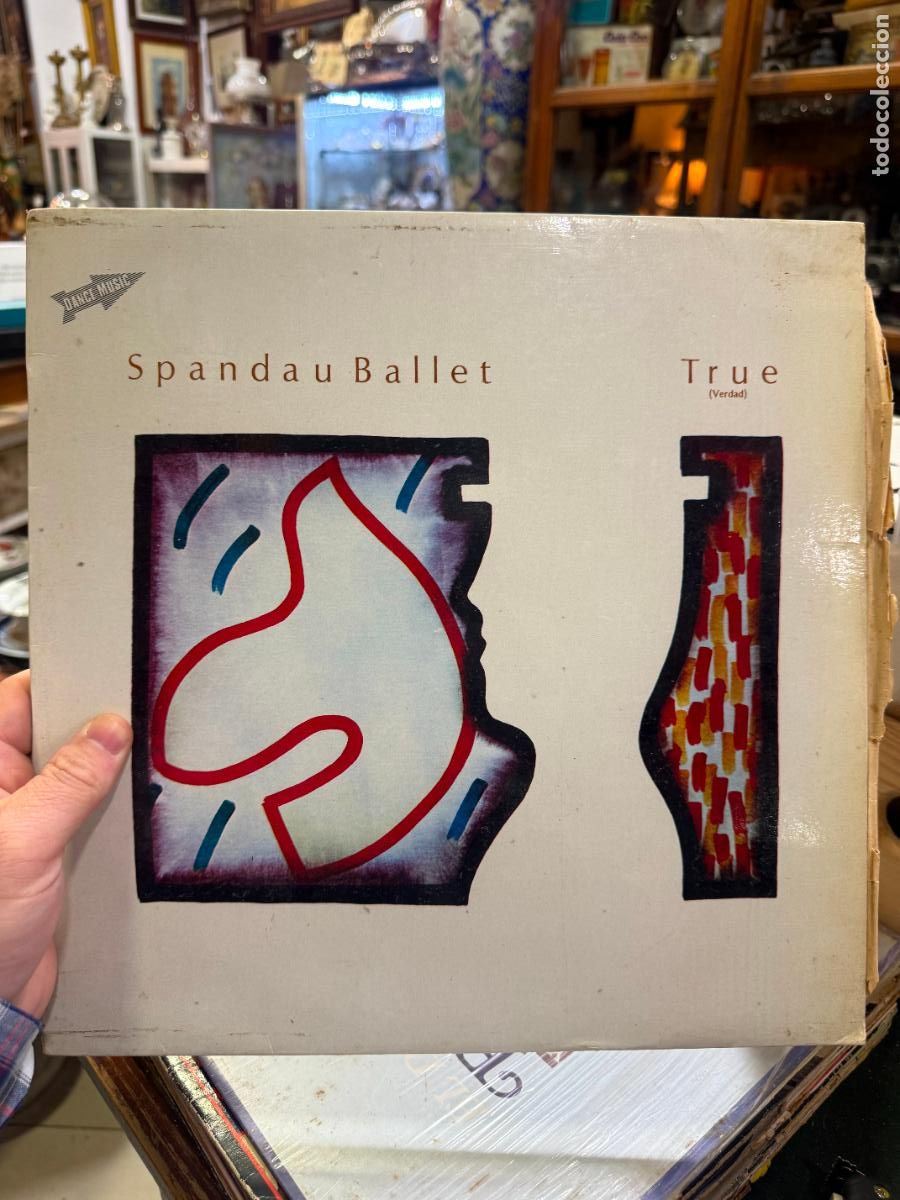 todocoleccion
DANCE MUSIC
Spandau Ballet
True
(Verdad)